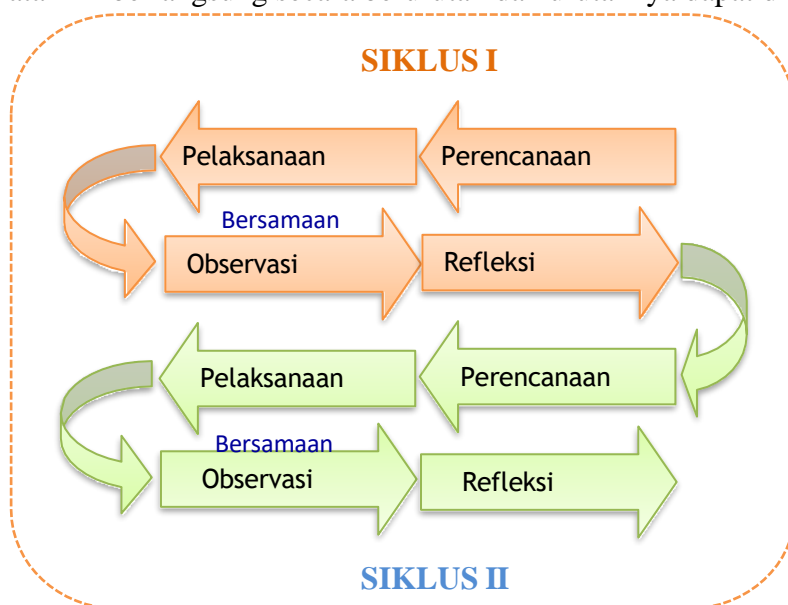 SIKLUS I
Pelaksanaan Perencanaan
Bersamaan
Observasi Refleksi
Pelaksanaan Perencanaan
Bersamaan
Observasi Refleksi
SIKLUS II